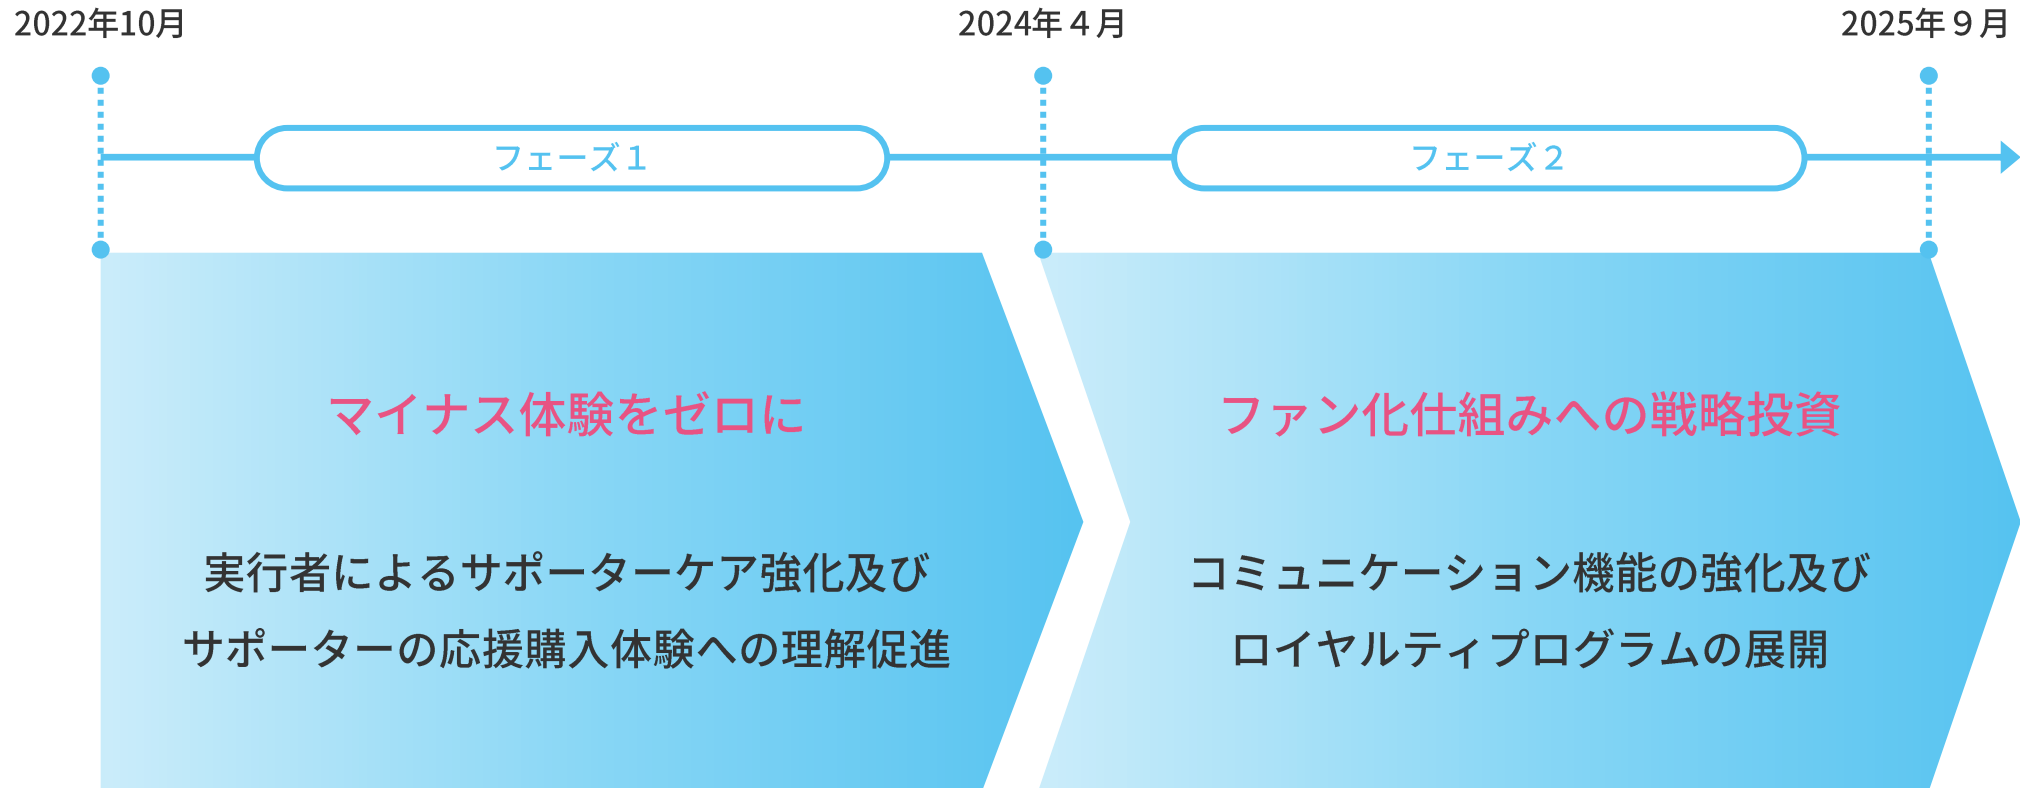 2022年10月
2024年４月
2025年９月
フェーズ１
フェーズ２
マイナス体験をゼロに
実行者によるサポーターケア強化及び
サポーターの応援購入体験への理解促進
ファン化仕組みへの戦略投資
コミュニケーション機能の強化及び
ロイヤルティプログラムの展開